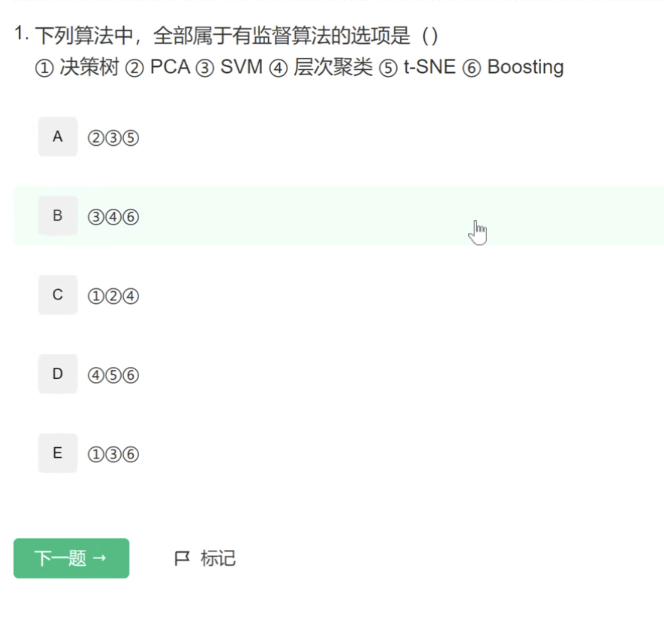 1. 下列算法中，全部属于有监督算法的选项是（）
① 决策树 ② PCA ③ SVM ④ 层次聚类 ⑤ t-SNE ⑥ Boosting
A ②③⑤
B ③④⑥
C ①②④
D ④⑤⑥
E ①③⑥
下一题 → 标记